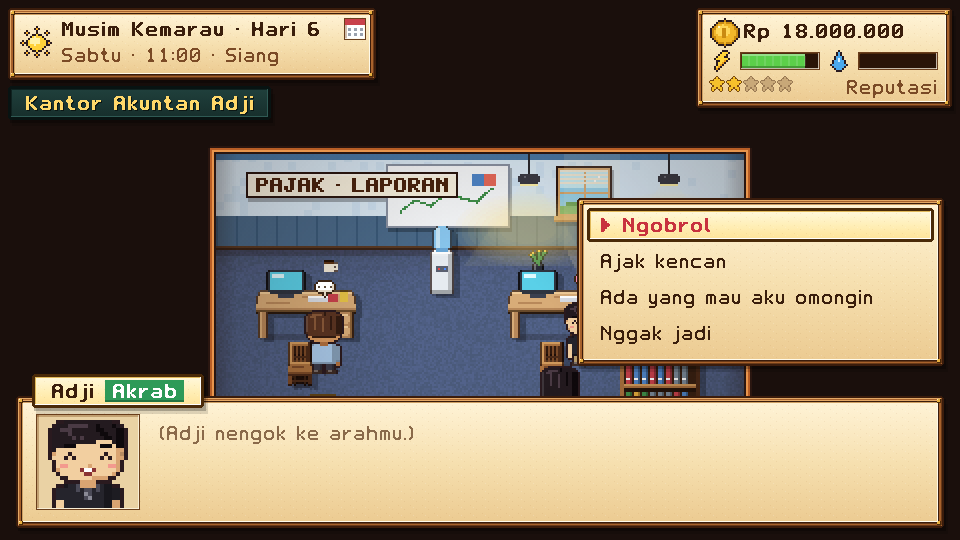 Musim Kemarau · Hari 6
Sabtu · 11:00 · Siang
Rp 18.000.000
Reputasi
Kantor Akuntan Adji
PAJAK · LAPORAN
Ngobrol
Ajak kencan
Ada yang mau aku omongin
Nggak jadi
Adji Akrab
(Adji nengok ke arahmu.)